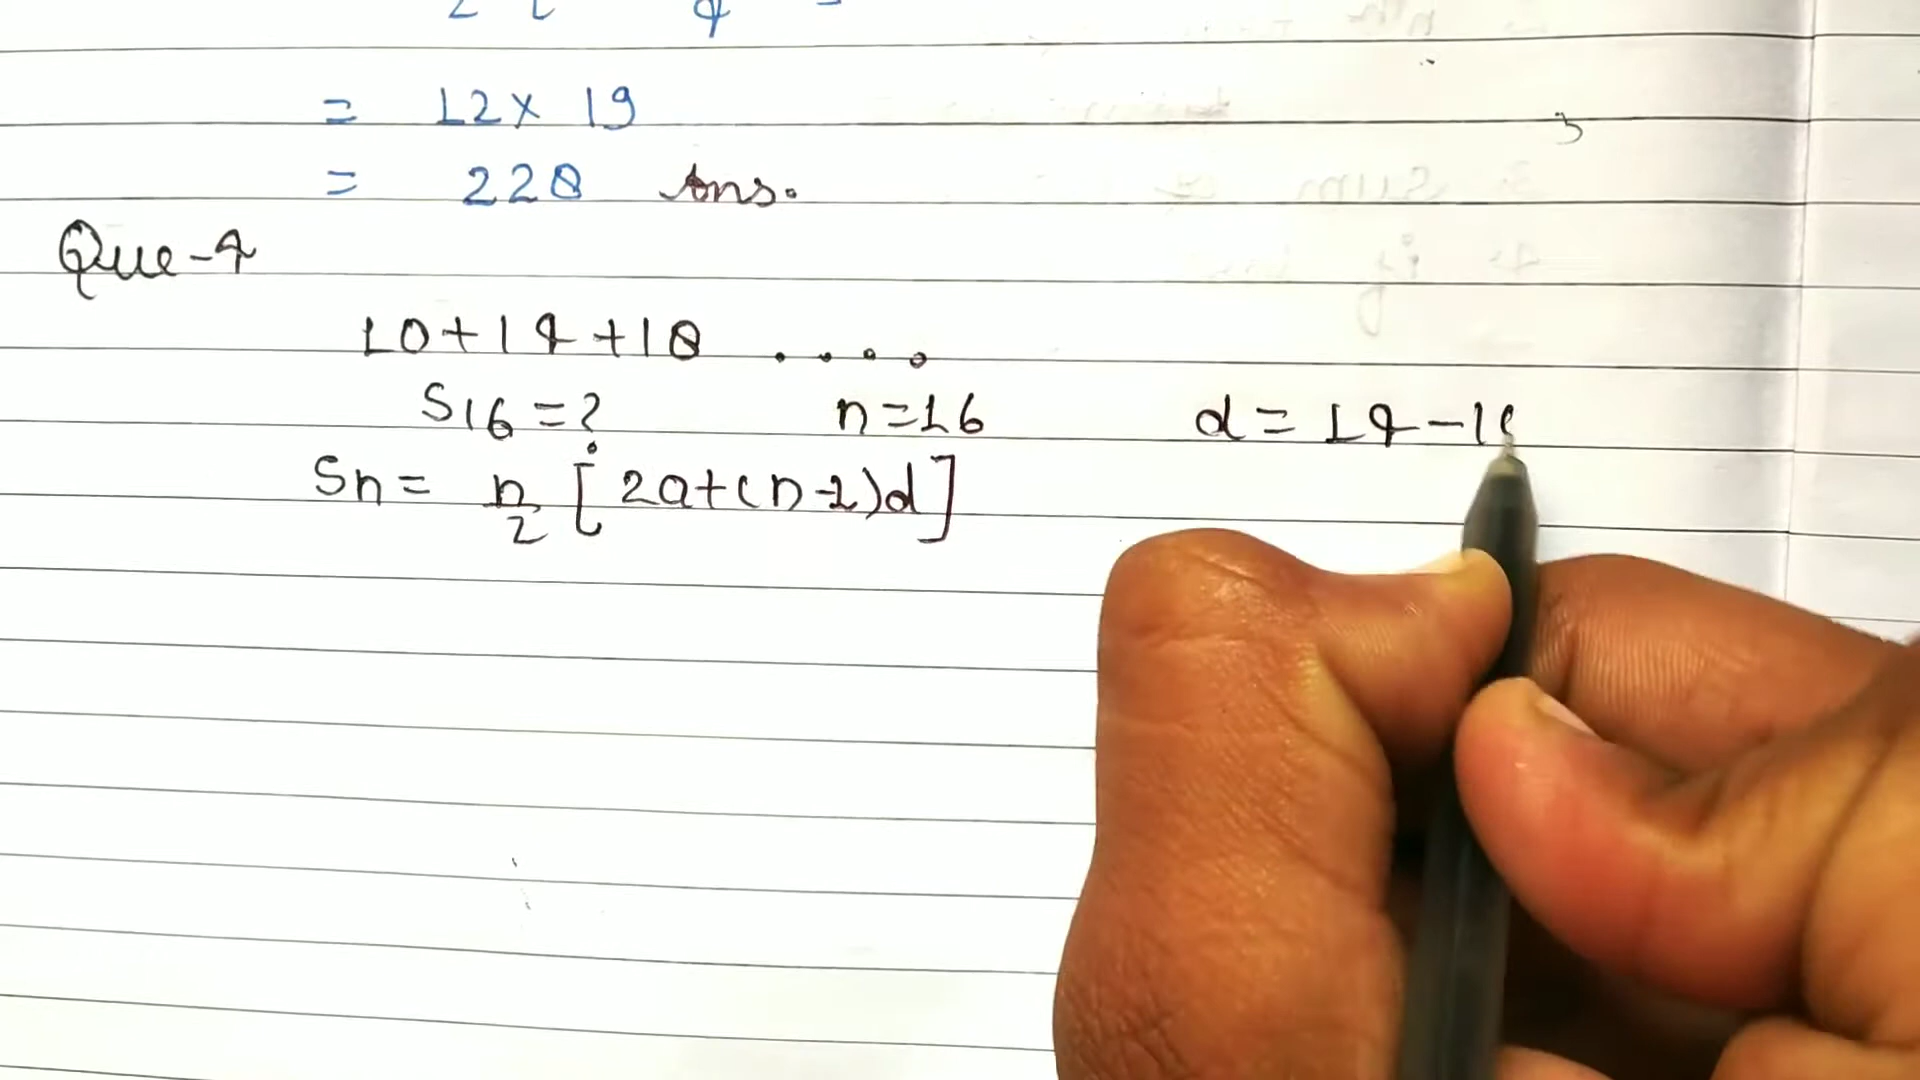 = 12 x 19
= 228 Ans.
Que-4
10+14+18 ....
S16 = ? n=16 d = 14-10
Sn = n/2 [2a+(n-1)d]